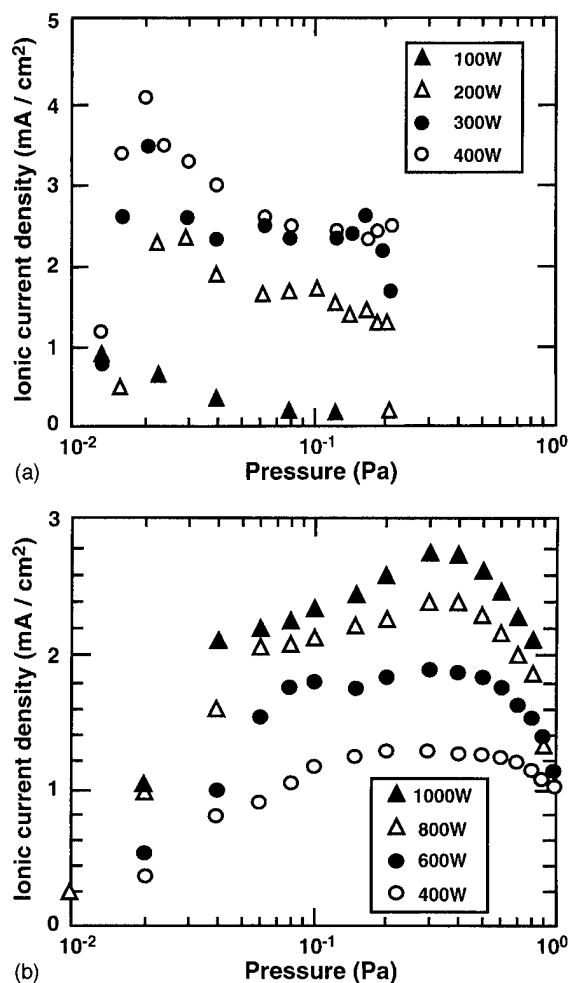 5
4
3
2
1
0
Ionic current density (mA / cm²)
▲ 100W
△ 200W
● 300W
○ 400W
10⁻² 10⁻¹ 10⁰
Pressure (Pa)
(a)
3
2
1
0
Ionic current density (mA / cm²)
▲ 1000W
△ 800W
● 600W
○ 400W
10⁻² 10⁻¹ 10⁰
Pressure (Pa)
(b)